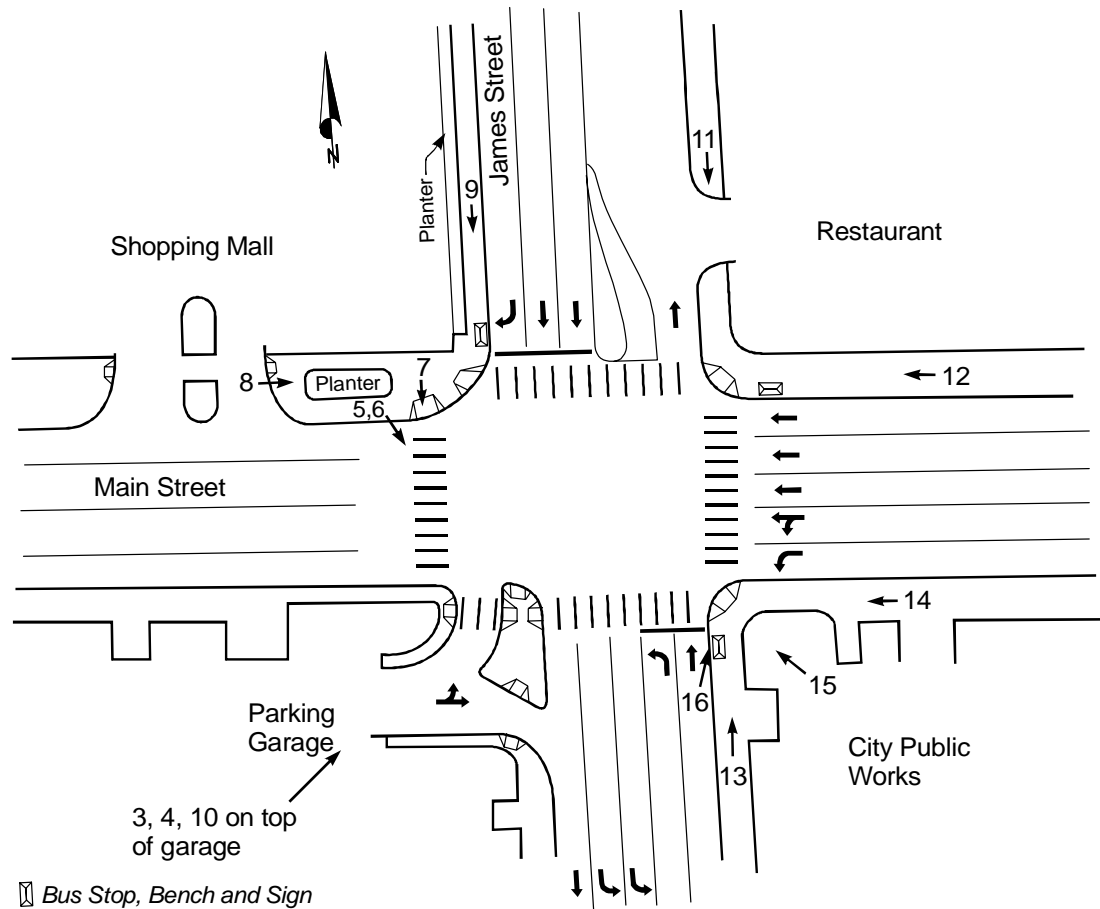 James Street
11
Planter
9
Shopping Mall
Restaurant
N
7
8
Planter
12
5,6
Main Street
14
15
16
Parking
Garage
City Public
Works
13
3, 4, 10 on top
of garage
Bus Stop, Bench and Sign